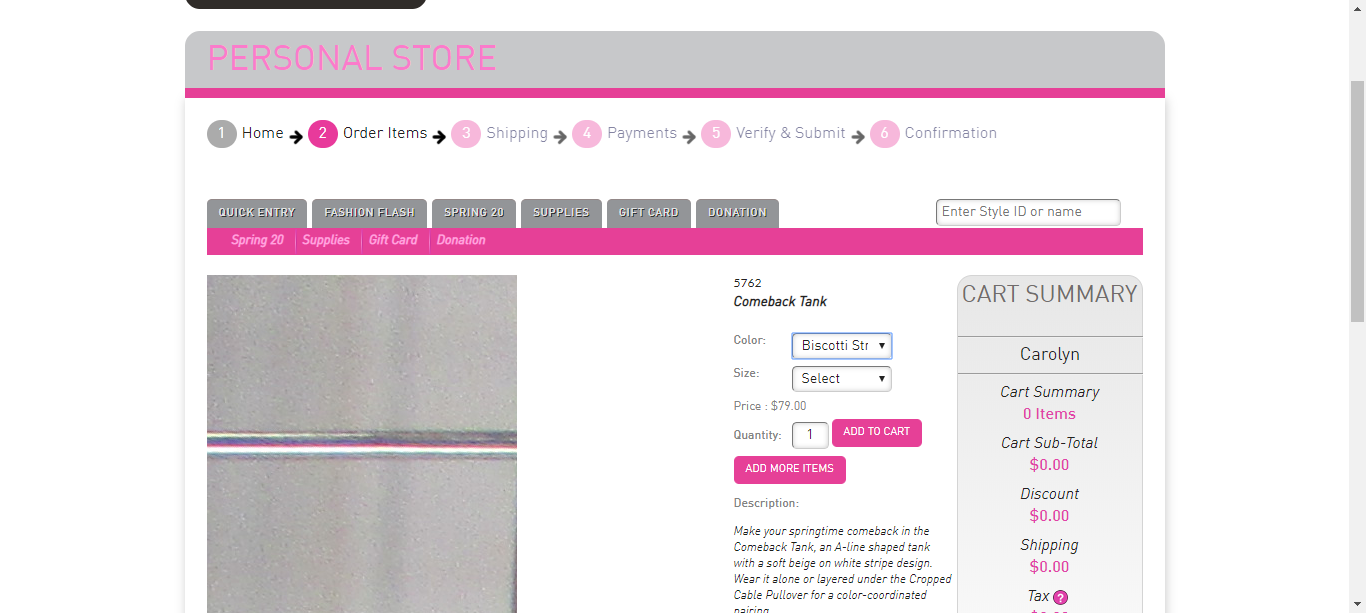 PERSONAL STORE
1 Home 2 Order Items 3 Shipping 4 Payments 5 Verify & Submit 6 Confirmation
QUICK ENTRY FASHION FLASH SPRING 20 SUPPLIES GIFT CARD DONATION Enter Style ID or name
Spring 20 Supplies Gift Card Donation
5762
Comeback Tank
Color: Biscotti Str
Size: Select
Price : $79.00
Quantity: 1 ADD TO CART
ADD MORE ITEMS
Description:
Make your springtime comeback in the
Comeback Tank, an A-line shaped tank
with a soft beige on white stripe design.
Wear it alone or layered under the Cropped
Cable Pullover for a color-coordinated
pairing
CART SUMMARY
Carolyn
Cart Summary
0 Items
Cart Sub-Total
$0.00
Discount
$0.00
Shipping
$0.00
Tax ?